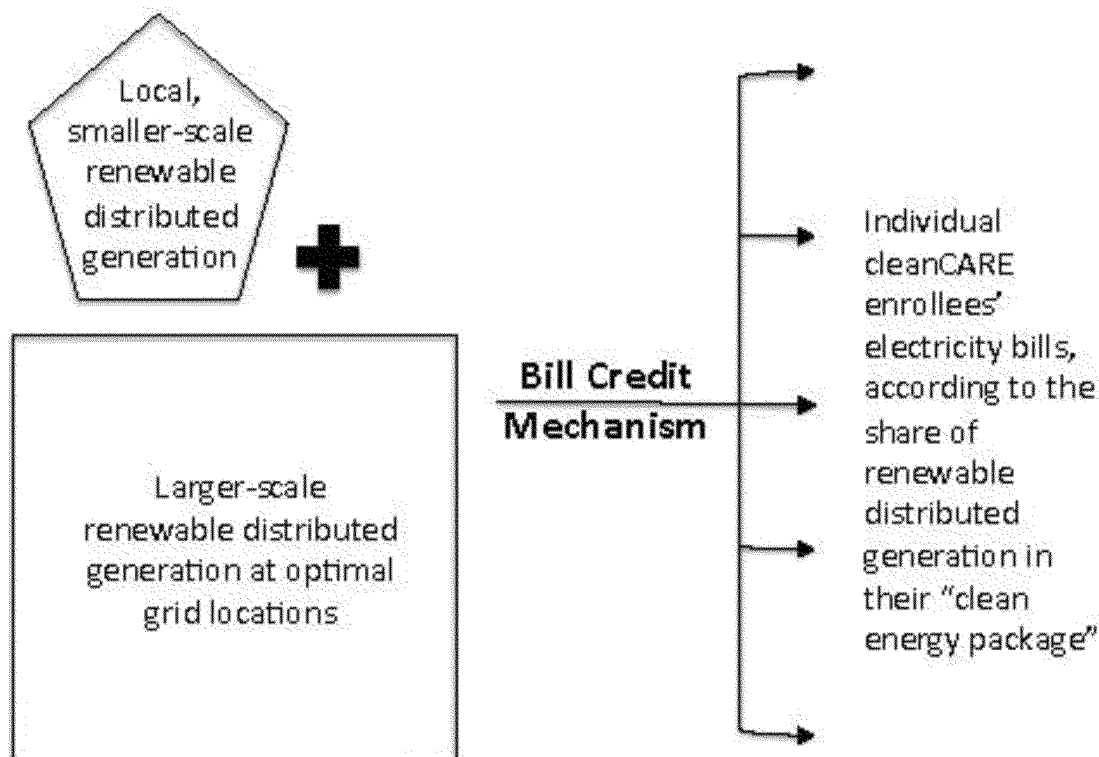 Local,
smaller-scale
renewable
distributed
generation
Larger-scale
renewable distributed
generation at optimal
grid locations
Bill Credit
Mechanism
Individual
cleanCARE
enrollees’
electricity bills,
according to the
share of
renewable
distributed
generation in
their “clean
energy package”